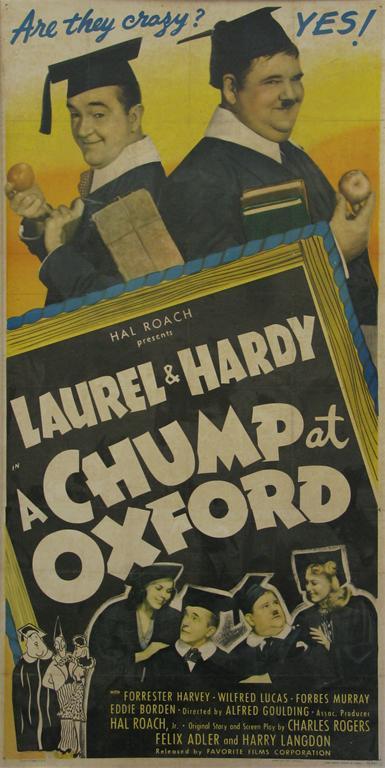 Are they crazy? YES!
HAL ROACH
presents
LAUREL & HARDY
IN
A CHUMP at
OXFORD
WITH FORRESTER HARVEY · WILFRED LUCAS · FORBES MURRAY
EDDIE BORDEN · Directed by ALFRED GOULDING · Assoc. Producer
HAL ROACH, Jr. · Original Story and Screen Play by CHARLES ROGERS
FELIX ADLER and HARRY LANGDON
Released by FAVORITE FILMS CORPORATION